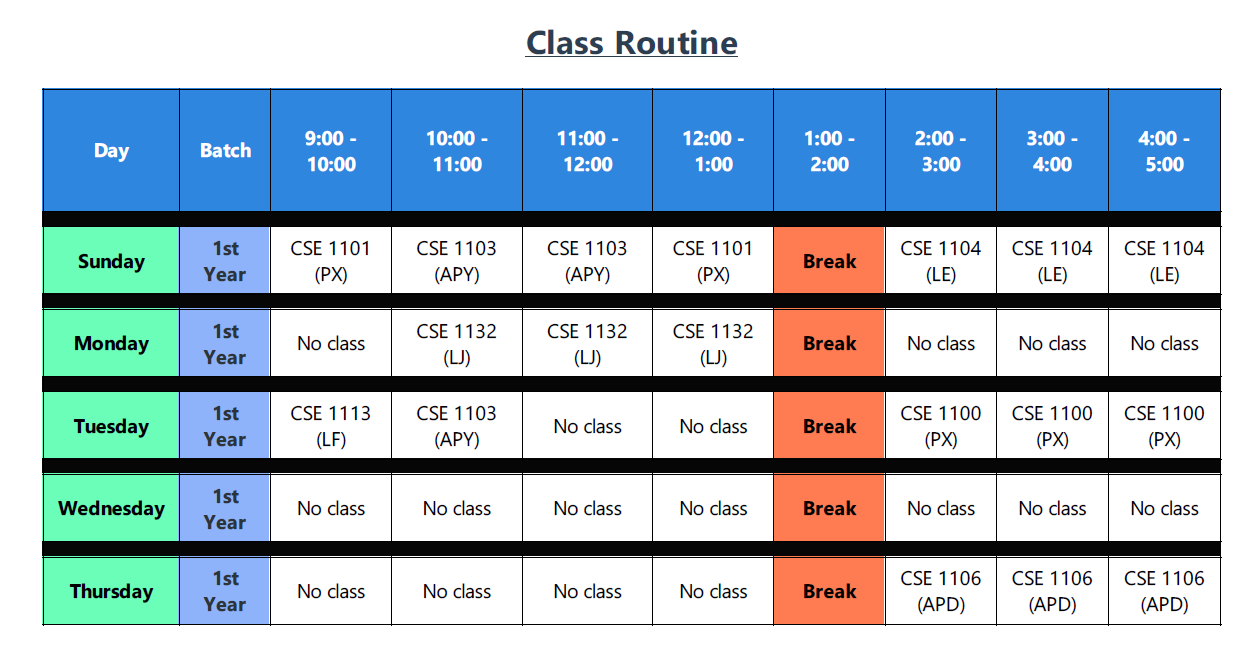 Class Routine
Day Batch 9:00 - 10:00 10:00 - 11:00 11:00 - 12:00 12:00 - 1:00 1:00 - 2:00 2:00 - 3:00 3:00 - 4:00 4:00 - 5:00
Sunday 1st Year CSE 1101 (PX) CSE 1103 (APY) CSE 1103 (APY) CSE 1101 (PX) Break CSE 1104 (LE) CSE 1104 (LE) CSE 1104 (LE)
Monday 1st Year No class CSE 1132 (LJ) CSE 1132 (LJ) CSE 1132 (LJ) Break No class No class No class
Tuesday 1st Year CSE 1113 (LF) CSE 1103 (APY) No class No class Break CSE 1100 (PX) CSE 1100 (PX) CSE 1100 (PX)
Wednesday 1st Year No class No class No class No class Break No class No class No class
Thursday 1st Year No class No class No class No class Break CSE 1106 (APD) CSE 1106 (APD) CSE 1106 (APD)